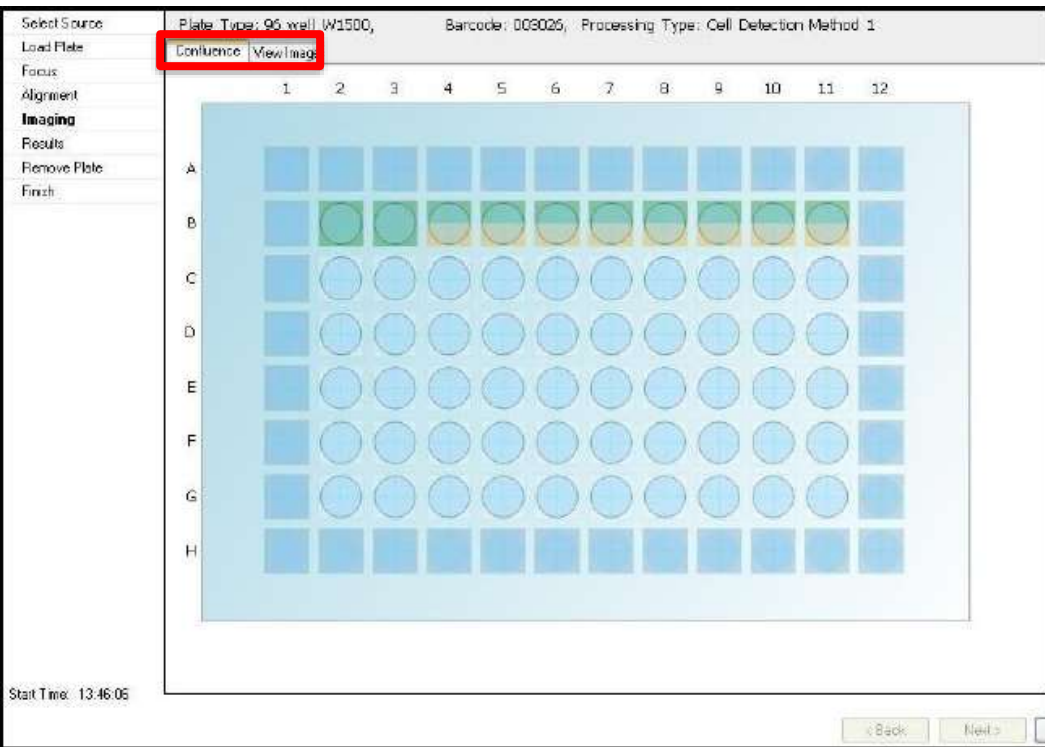 Select Source
Load Plate
Focus
Alignment
Imaging
Results
Remove Plate
Finish
Plate Type: 96 well W1500, Barcode: 003026, Processing Type: Cell Detection Method 1
Confluence View Image
1 2 3 4 5 6 7 8 9 10 11 12
A
B
C
D
E
F
G
H
Start Time: 13:46:06
< Back Next >